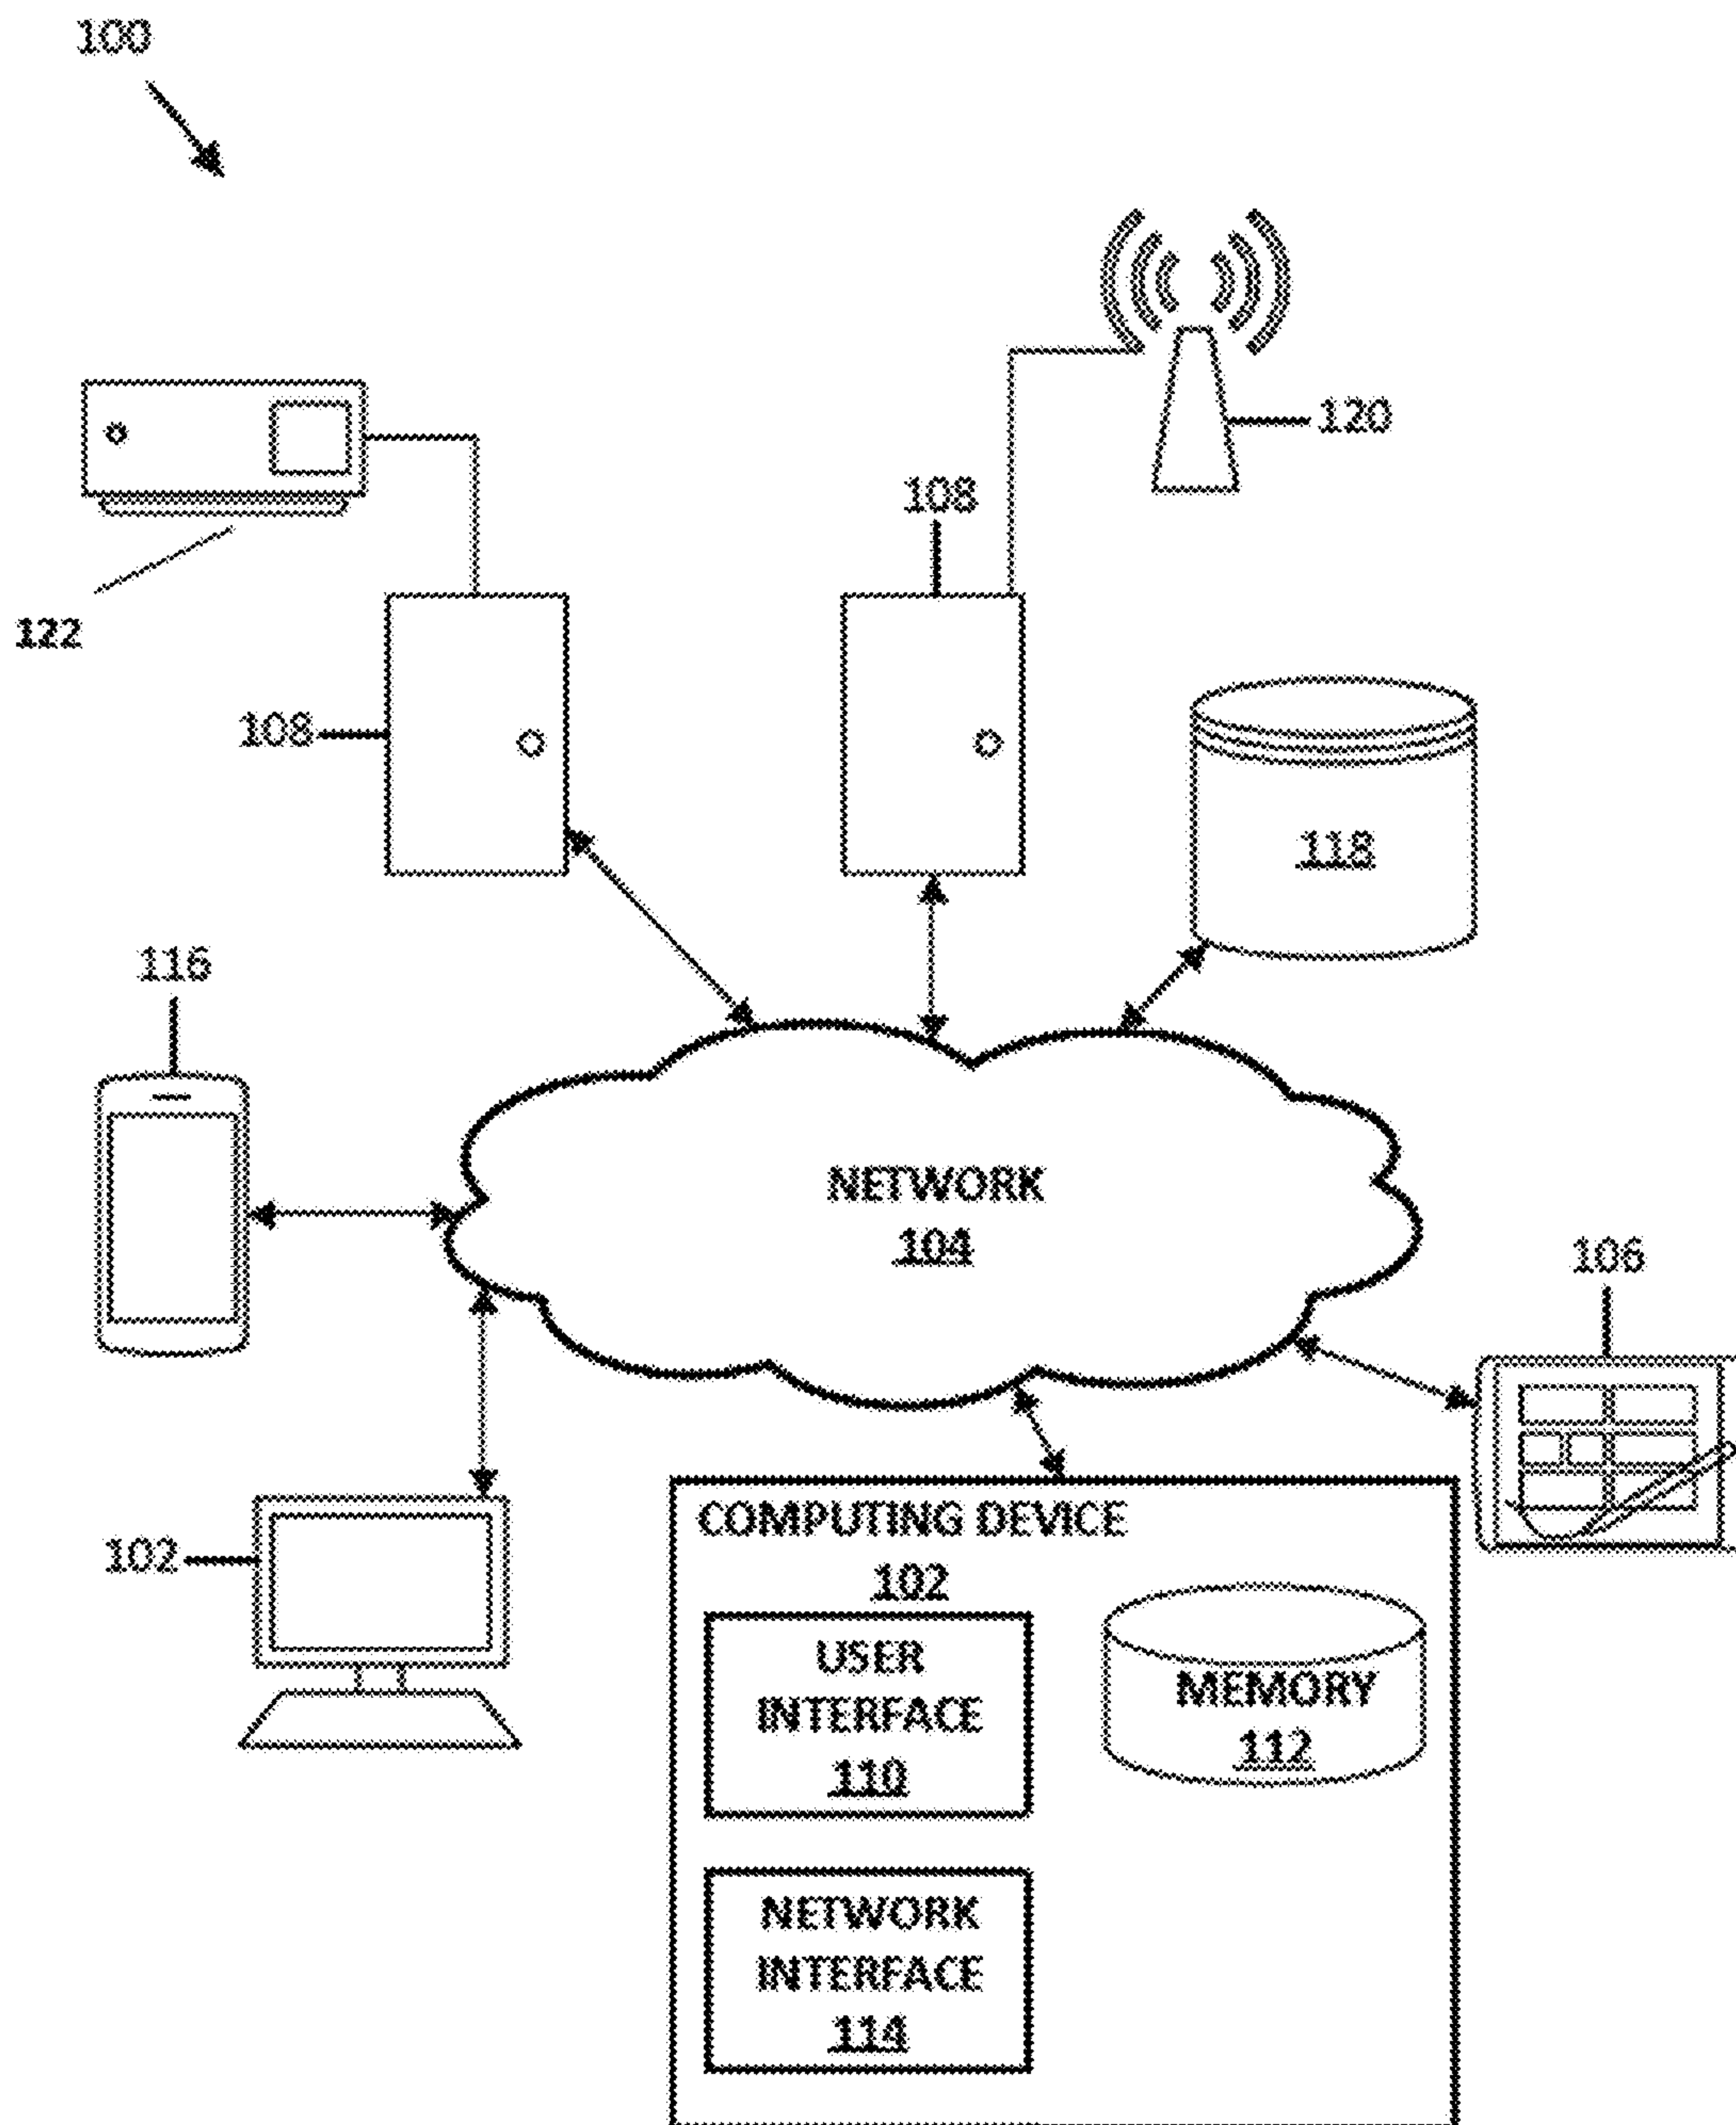 100
120
108
122
108
118
116
NETWORK
104
106
COMPUTING DEVICE
102
102
USER
INTERFACE
110
MEMORY
112
NETWORK
INTERFACE
114